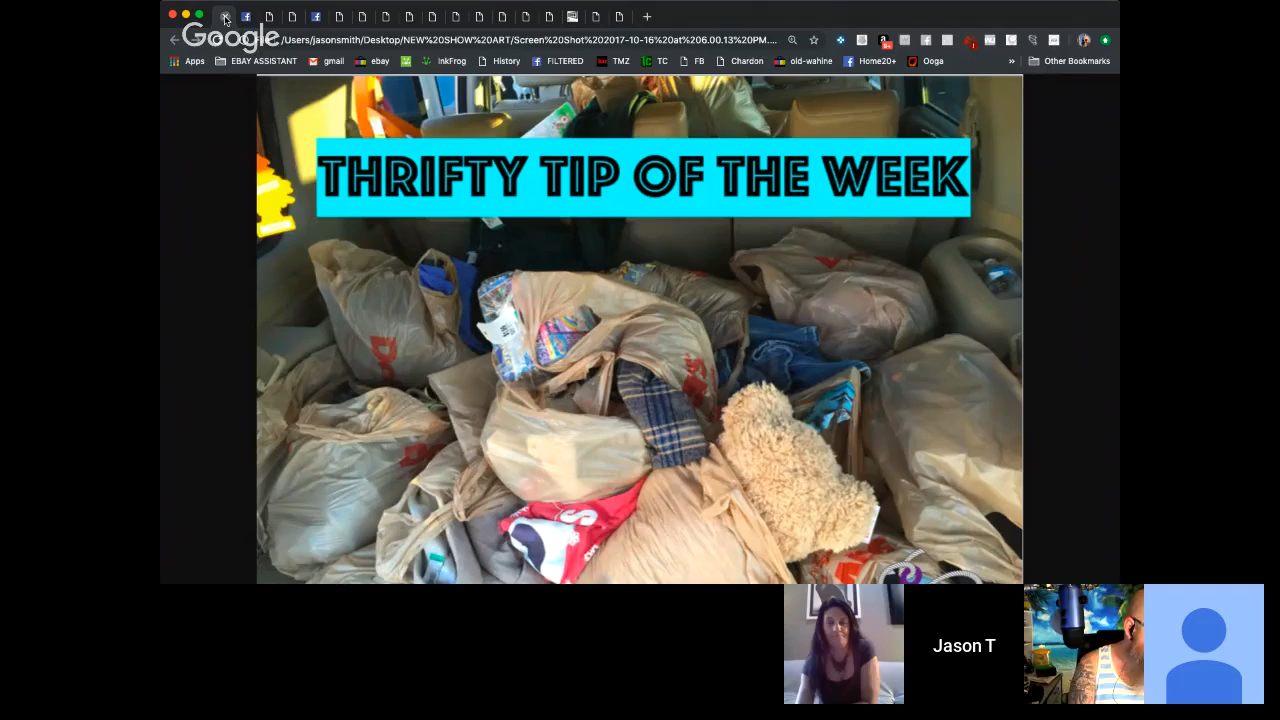 Google
/Users/jasonsmith/Desktop/NEW%20SHOW%20ART/Screen%20Shot%202017-10-16%20at%206.00.13%20PM....
Apps EBAY ASSISTANT gmail ebay InkFrog History FILTERED TMZ TC FB Chardon old-wahine Home20+ Ooga » Other Bookmarks
THRIFTY TIP OF THE WEEK
Jason T